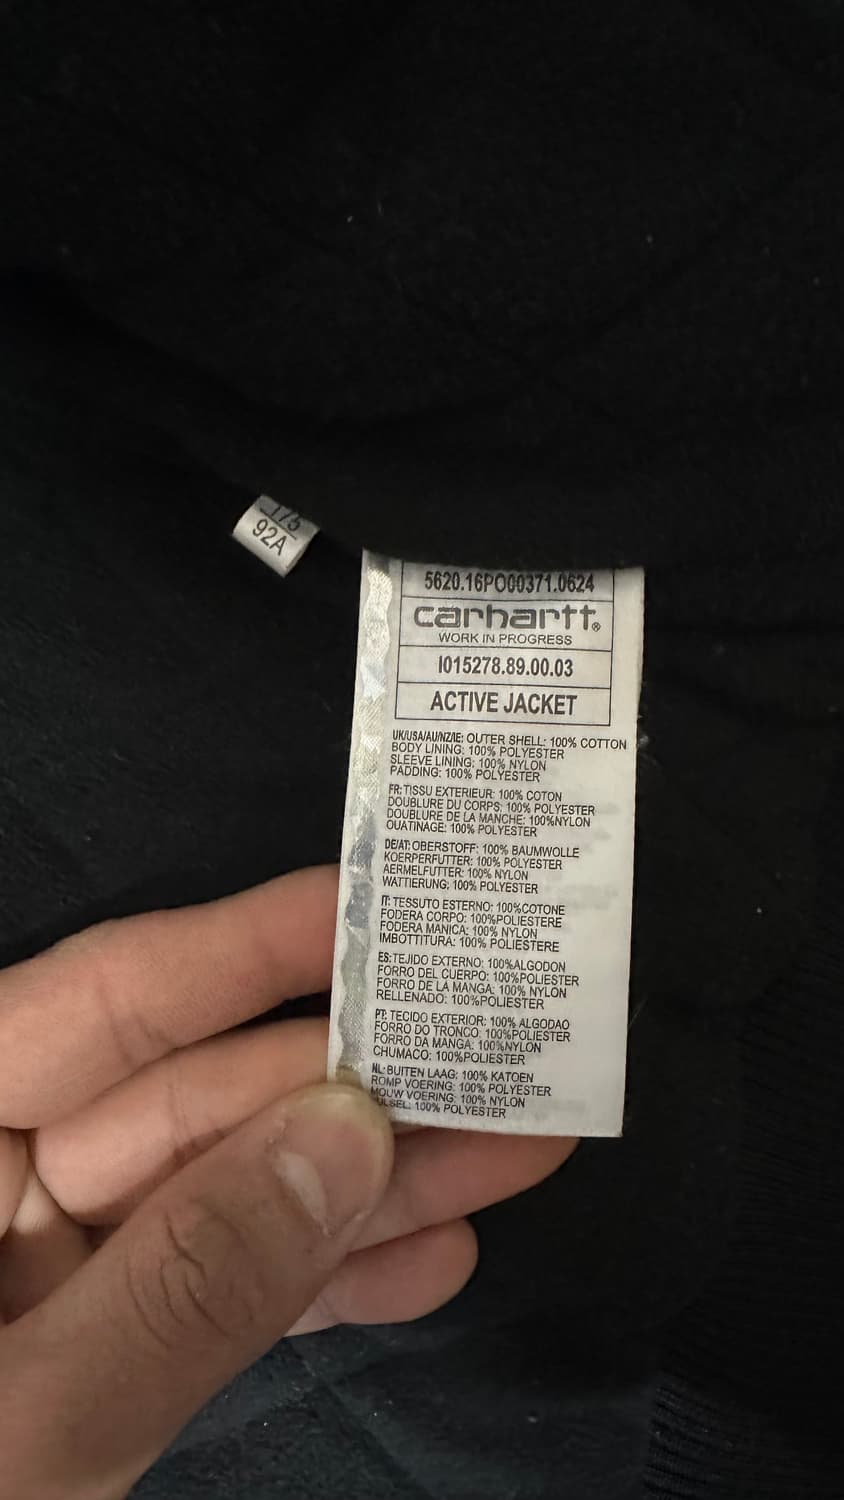 175
92A
5620.16PO00371.0624
carhartt®
WORK IN PROGRESS
I015278.89.00.03
ACTIVE JACKET
UK/USA/AU/NZ/IE: OUTER SHELL: 100% COTTON
BODY LINING: 100% POLYESTER
SLEEVE LINING: 100% NYLON
PADDING: 100% POLYESTER
FR: TISSU EXTERIEUR: 100% COTON
DOUBLURE DU CORPS: 100% POLYESTER
DOUBLURE DE LA MANCHE: 100%NYLON
OUATINAGE: 100% POLYESTER
DE/AT: OBERSTOFF: 100% BAUMWOLLE
KOERPERFUTTER: 100% POLYESTER
AERMELFUTTER: 100% NYLON
WATTIERUNG: 100% POLYESTER
IT: TESSUTO ESTERNO: 100%COTONE
FODERA CORPO: 100%POLIESTERE
FODERA MANICA: 100% NYLON
IMBOTTITURA: 100% POLIESTERE
ES:TEJIDO EXTERNO: 100%ALGODON
FORRO DEL CUERPO: 100%POLIESTER
FORRO DE LA MANGA: 100% NYLON
RELLENADO: 100%POLIESTER
PT: TECIDO EXTERIOR: 100% ALGODAO
FORRO DO TRONCO: 100%POLIESTER
FORRO DA MANGA: 100%NYLON
CHUMACO: 100%POLIESTER
NL: BUITEN LAAG: 100% KATOEN
ROMP VOERING: 100% POLYESTER
MOUW VOERING: 100% NYLON
ULSEL: 100% POLYESTER